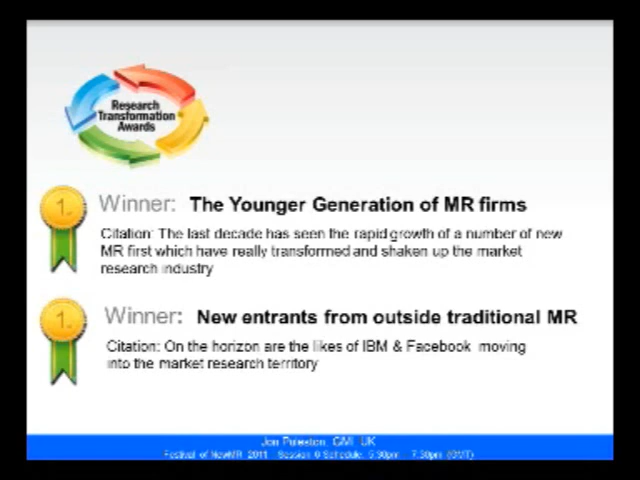 Research
Transformation
Awards
1.
Winner: The Younger Generation of MR firms
Citation: The last decade has seen the rapid growth of a number of new
MR first which have really transformed and shaken up the market
research industry
1.
Winner: New entrants from outside traditional MR
Citation: On the horizon are the likes of IBM & Facebook moving
into the market research territory
Jon Puleston, GMI UK
Festival of NewMR 2011 Session 6 Schedule: 5:30pm - 7:30pm (GMT)